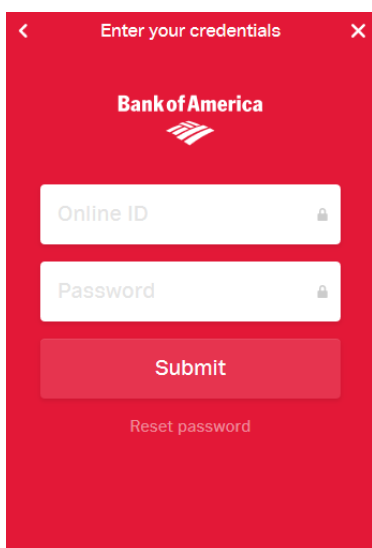 Enter your credentials
Bank of America
Online ID
Password
Submit
Reset password